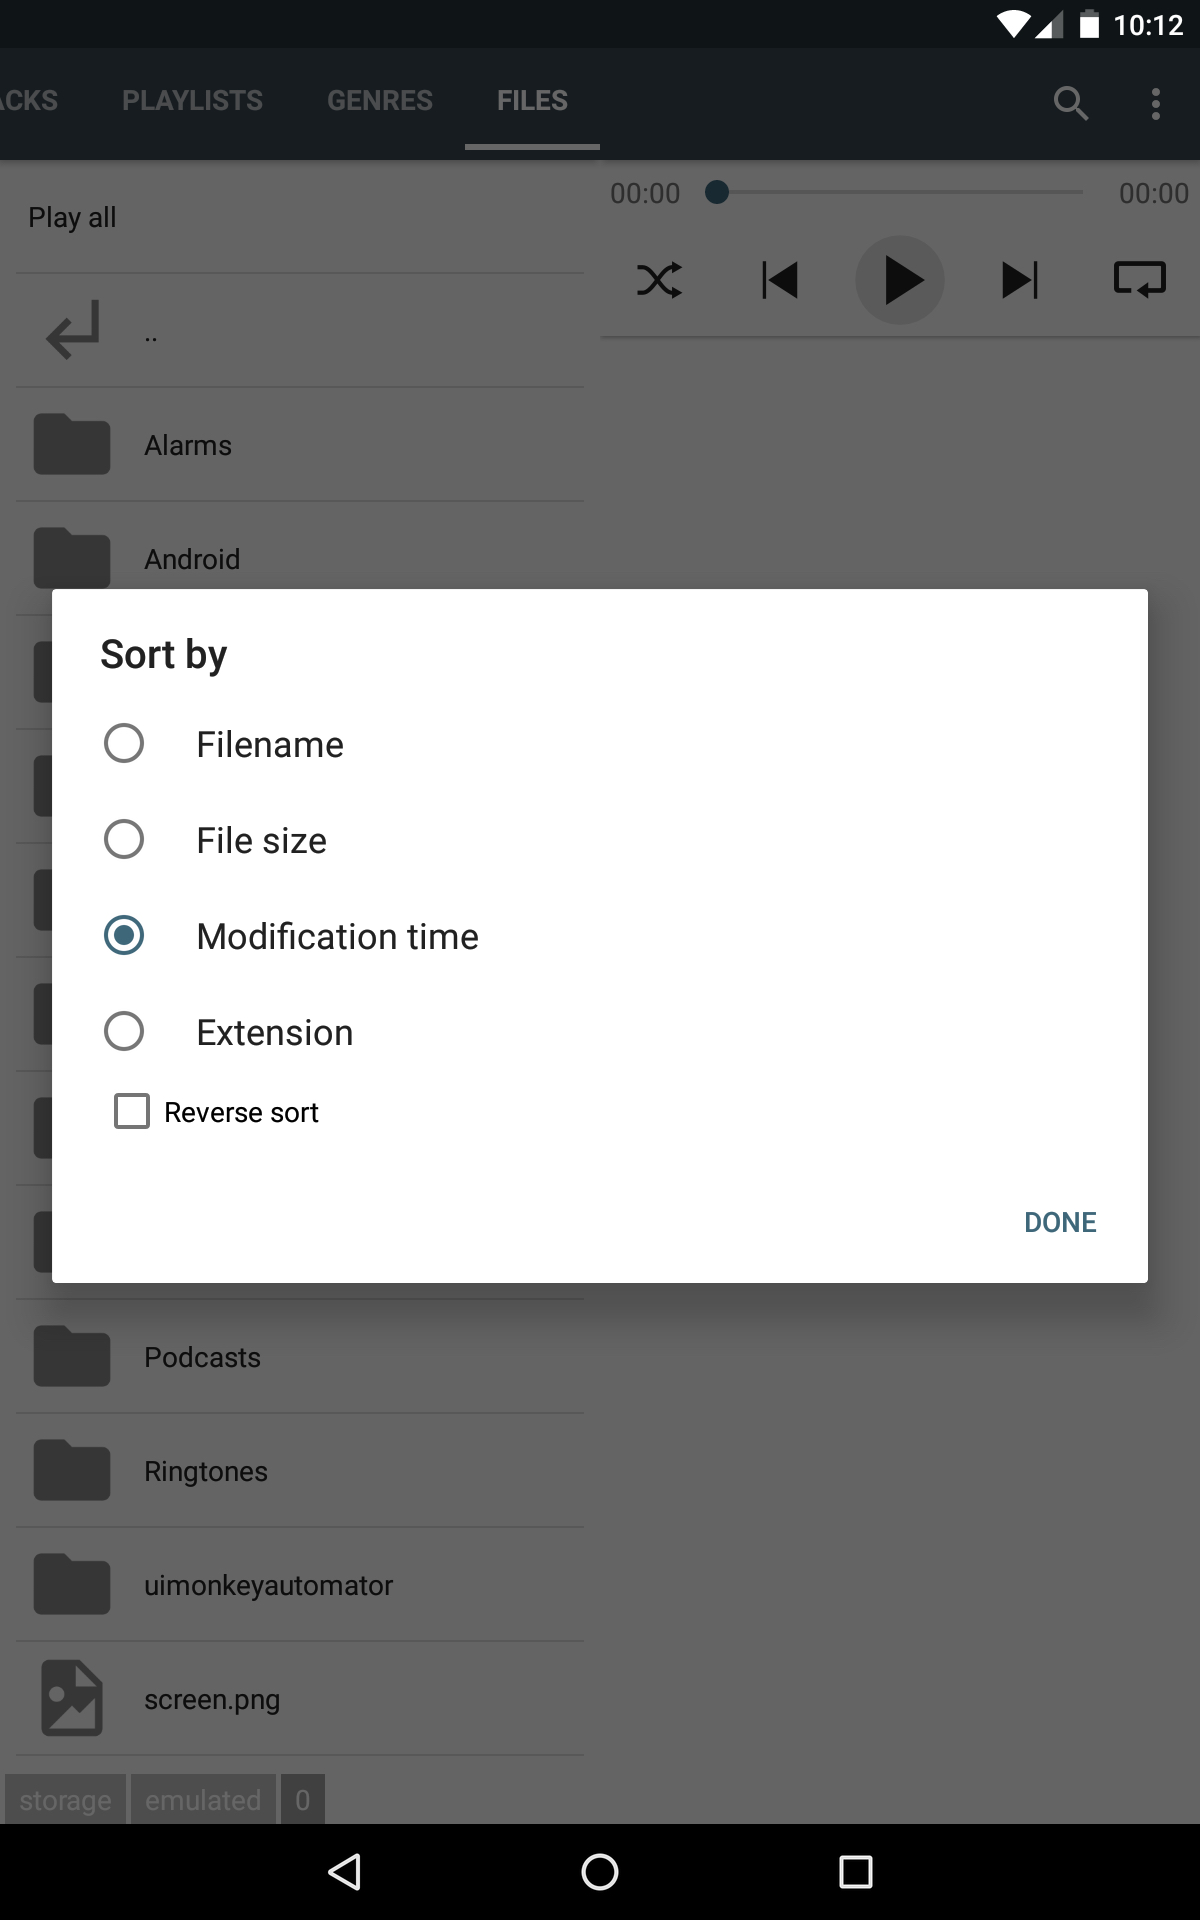 10:12
ACKS PLAYLISTS GENRES FILES
00:00 00:00
Play all
..
Alarms
Android
Sort by
Filename
File size
Modification time
Extension
Reverse sort
DONE
Podcasts
Ringtones
uimonkeyautomator
screen.png
storage emulated 0